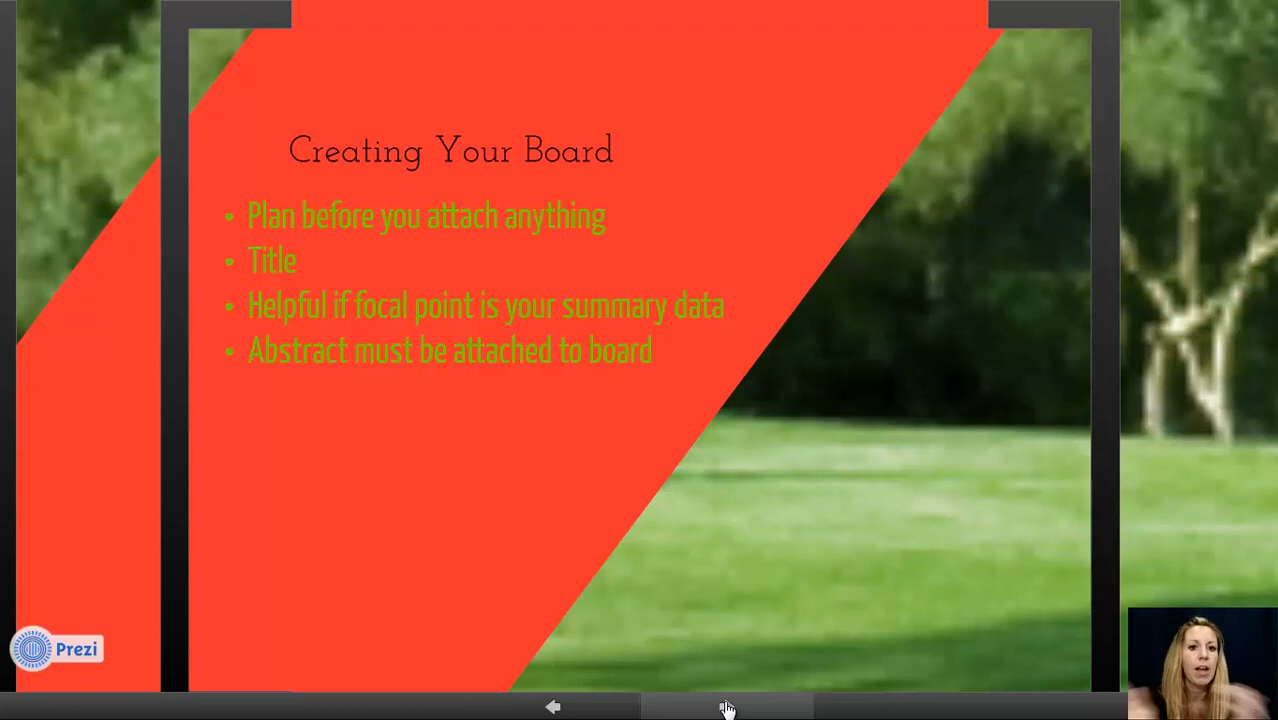 Creating Your Board
• Plan before you attach anything
• Title
• Helpful if focal point is your summary data
• Abstract must be attached to board
Prezi